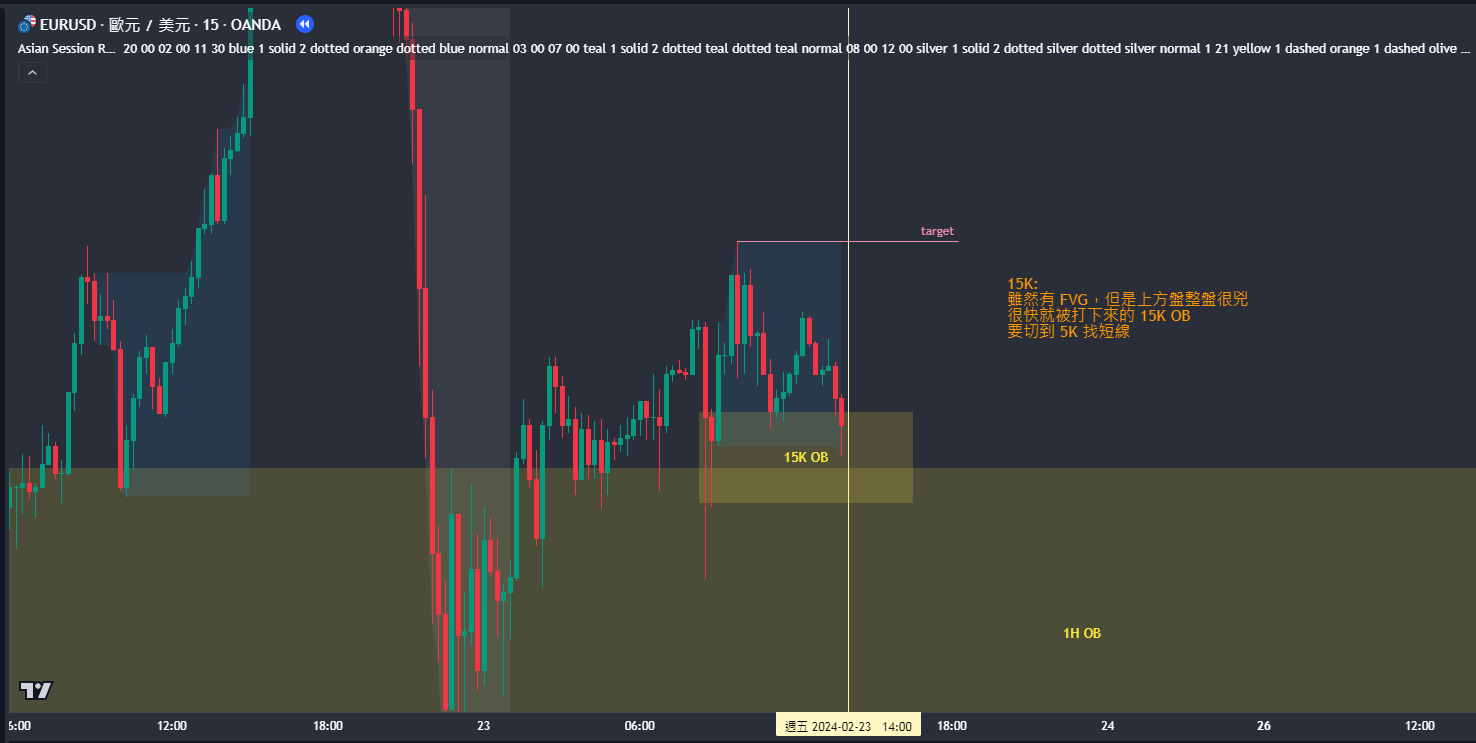 EURUSD · 歐元 / 美元 · 15 · OANDA
Asian Session R... 20 00 02 00 11 30 blue 1 solid 2 dotted orange dotted blue normal 03 00 07 00 teal 1 solid 2 dotted teal dotted teal normal 08 00 12 00 silver 1 solid 2 dotted silver dotted silver normal 1 21 yellow 1 dashed orange 1 dashed olive ...
target
15K:
雖然有 FVG，但是上方盤整盤很兇
很快就被打下來的 15K OB
要切到 5K 找短線
15K OB
1H OB
6:00 12:00 18:00 23 06:00 週五 2024-02-23 14:00 18:00 24 26 12:00